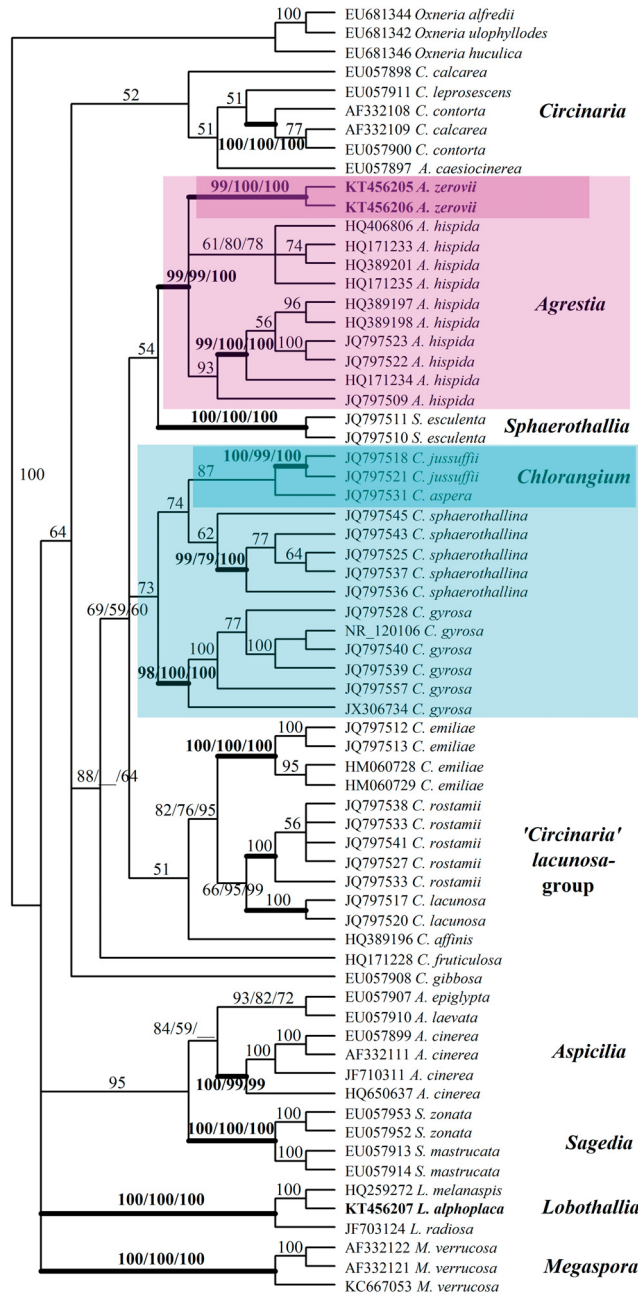 100
EU681344 Oxneria alfredii
EU681342 Oxneria ulophyllodes
EU681346 Oxneria huculica
52
EU057898 C. calcarea
51
EU057911 C. leprosescens
Circinaria
AF332108 C. contorta
51
100/100/100
77
AF332109 C. calcarea
EU057900 C. contorta
EU057897 A. caesiocinerea
99/100/100
KT456205 A. zerovii
KT456206 A. zerovii
HQ406806 A. hispida
61/80/78
74
HQ171233 A. hispida
HQ389201 A. hispida
99/99/100
HQ171235 A. hispida
96
HQ389197 A. hispida
Agrestia
56
HQ389198 A. hispida
99/100/100
100
JQ797523 A. hispida
54
JQ797522 A. hispida
93
HQ171234 A. hispida
JQ797509 A. hispida
100/100/100
JQ797511 S. esculenta
Sphaerothallia
JQ797510 S. esculenta
100/99/100
JQ797518 C. jussuffii
100
87
JQ797521 C. jussuffii
Chlorangium
JQ797531 C. aspera
74
JQ797545 C. sphaerothallina
62
77
JQ797543 C. sphaerothallina
64
99/79/100
64
JQ797525 C. sphaerothallina
JQ797537 C. sphaerothallina
73
JQ797536 C. sphaerothallina
69/59/60
77
JQ797528 C. gyrosa
NR_120106 C. gyrosa
100
100
JQ797540 C. gyrosa
98/100/100
JQ797539 C. gyrosa
JQ797557 C. gyrosa
JX306734 C. gyrosa
100
JQ797512 C. emiliae
100/100/100
JQ797513 C. emiliae
88/__/64
95
HM060728 C. emiliae
HM060729 C. emiliae
82/76/95
JQ797538 C. rostamii
56
JQ797533 C. rostamii
'Circinaria'
100
JQ797541 C. rostamii
lacunosa-
JQ797527 C. rostamii
group
51
66/95/99
JQ797533 C. rostamii
100
JQ797517 C. lacunosa
JQ797520 C. lacunosa
HQ389196 C. affinis
HQ171228 C. fruticulosa
EU057908 C. gibbosa
93/82/72
EU057907 A. epiglypta
EU057910 A. laevata
84/59/__
100
EU057899 A. cinerea
100
AF332111 A. cinerea
Aspicilia
95
100/99/99
JF710311 A. cinerea
HQ650637 A. cinerea
100
EU057953 S. zonata
100/100/100
EU057952 S. zonata
100
EU057913 S. mastrucata
Sagedia
EU057914 S. mastrucata
100
HQ259272 L. melanaspis
100/100/100
KT456207 L. alphoplaca
Lobothallia
JF703124 L. radiosa
100
AF332122 M. verrucosa
100/100/100
AF332121 M. verrucosa
Megaspora
KC667053 M. verrucosa